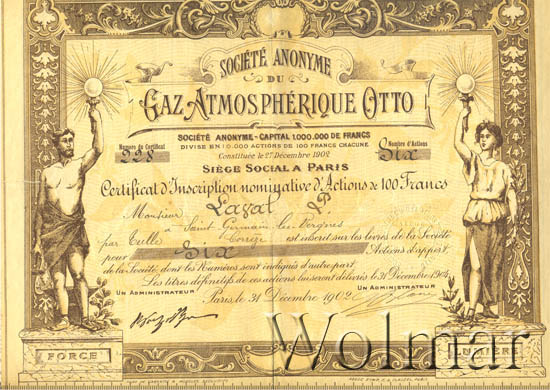 SOCIÉTÉ ANONYME
DU
GAZ ATMOSPHÉRIQUE OTTO
SOCIÉTÉ ANONYME - CAPITAL 1.000.000 DE FRANCS
DIVISÉ EN 10.000 ACTIONS DE 100 FRANCS CHACUNE
Constituée le 27 Décembre 1902
Numéro du Certificat
Nombre d'Actions
Six
SIÈGE SOCIAL A PARIS
Certificat d'Inscription nominative d'Actions de 100 Francs
Monsieur Laval
à Saint Germain les Vergnes
par Tulle Corrèze est inscrit sur les livres de la Société
pour Six Actions d'apport
de la Société dont les Numéros sont indiqués d'autre part.
Les titres définitifs de ces actions lui seront délivrés le 31 Décembre 1904.
UN ADMINISTRATEUR
UN ADMINISTRATEUR
Paris, le 31 Décembre 1902
FORCE
LUMIÈRE
Wolmar